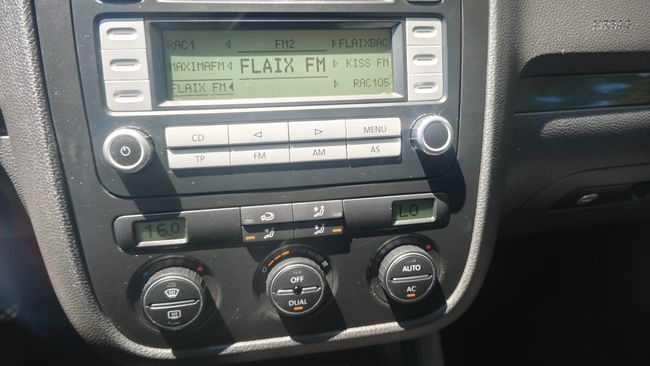 AIRBAG
RAC1 FM2 FLAIXBAC
MAXIMAFM FLAIX FM KISS FM
FLAIX FM RAC105
CD MENU
TP FM AM AS
16.0 LO
OFF
DUAL
AUTO
AC